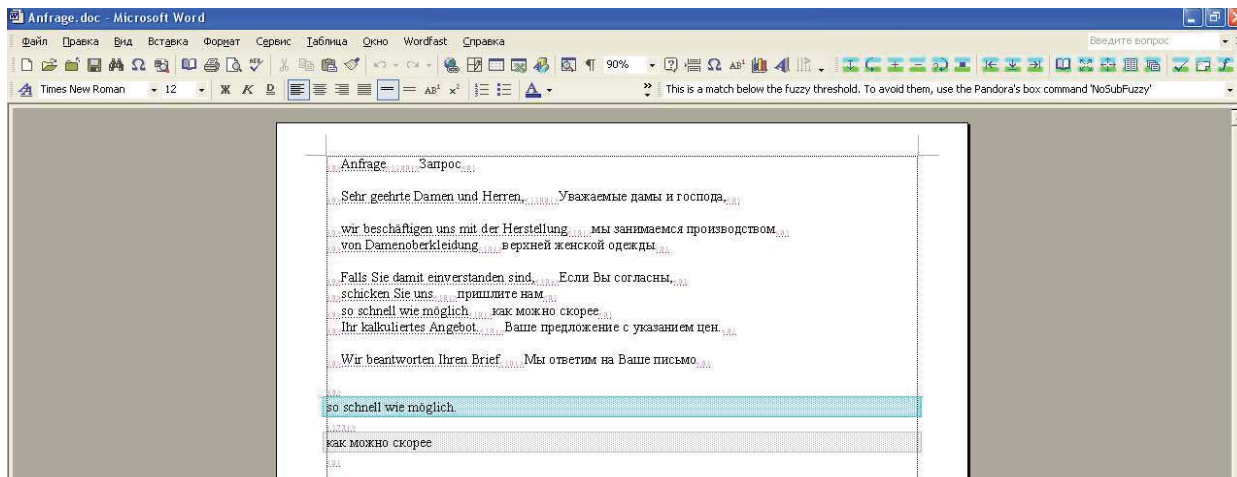 Anfrage.doc - Microsoft Word
Файл Правка Вид Вставка Формат Сервис Таблица Окно Wordfast Справка
Введите вопрос
90%
Times New Roman 12 Ж К This is a match below the fuzzy threshold. To avoid them, use the Pandora's box command 'NoSubFuzzy'
Anfrage Запрос
Sehr geehrte Damen und Herren, Уважаемые дамы и господа,
wir beschäftigen uns mit der Herstellung мы занимаемся производством
von Damenoberkleidung верхней женской одежды
Falls Sie damit einverstanden sind, Если Вы согласны,
schicken Sie uns пришлите нам
so schnell wie möglich как можно скорее
Ihr kalkuliertes Angebot. Ваше предложение с указанием цен.
Wir beantworten Ihren Brief Мы ответим на Ваше письмо
so schnell wie möglich.
как можно скорее